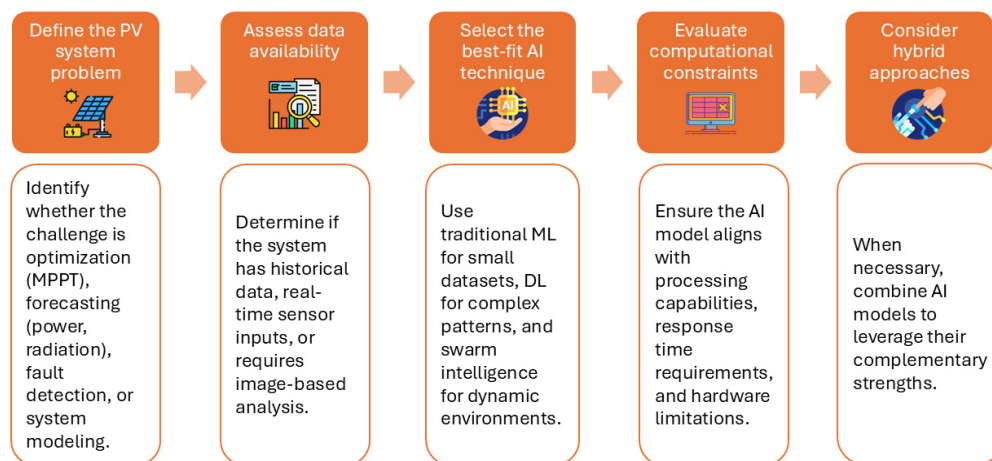 Define the PV
system
problem
Assess data
availability
Select the
best-fit AI
technique
AI
Evaluate
computational
constraints
Consider
hybrid
approaches
Identify
whether the
challenge is
optimization
(MPPT),
forecasting
(power,
radiation),
fault
detection, or
system
modeling.
Determine if
the system
has historical
data, real-
time sensor
inputs, or
requires
image-based
analysis.
Use
traditional ML
for small
datasets, DL
for complex
patterns, and
swarm
intelligence
for dynamic
environments.
Ensure the AI
model aligns
with
processing
capabilities,
response
time
requirements,
and hardware
limitations.
When
necessary,
combine AI
models to
leverage their
complementary
strengths.